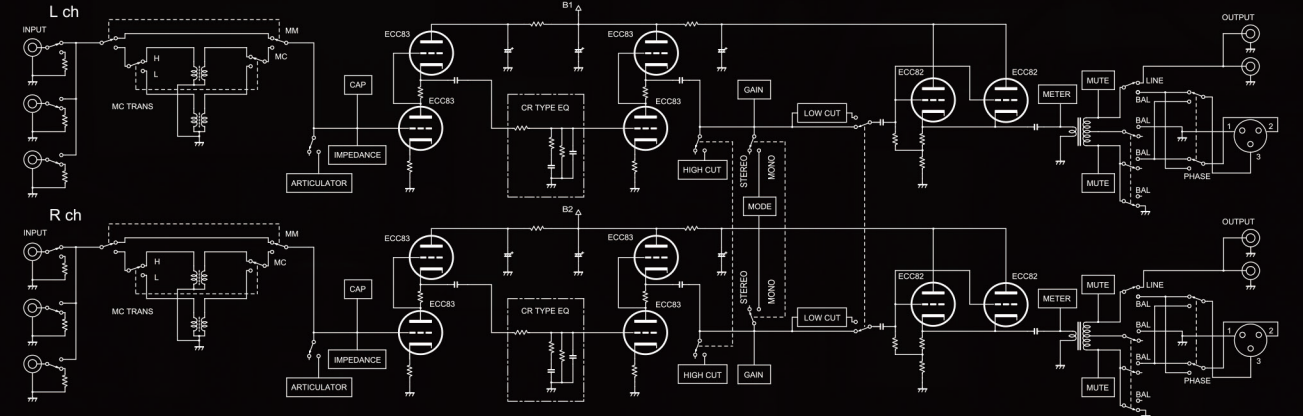 L ch
INPUT
MM
MC
H
L
MC TRANS
CAP
IMPEDANCE
ARTICULATOR
ECC83
ECC83
B1
CR TYPE EQ
ECC83
ECC83
HIGH CUT
GAIN
STEREO
MONO
MODE
LOW CUT
ECC82
ECC82
METER
MUTE
MUTE
LINE
BAL
BAL
BAL
BAL
PHASE
OUTPUT
1
2
3
R ch
INPUT
MM
MC
H
L
MC TRANS
CAP
IMPEDANCE
ARTICULATOR
ECC83
ECC83
B2
CR TYPE EQ
ECC83
ECC83
HIGH CUT
GAIN
STEREO
MONO
LOW CUT
ECC82
ECC82
METER
MUTE
MUTE
LINE
BAL
BAL
BAL
BAL
PHASE
OUTPUT
1
2
3